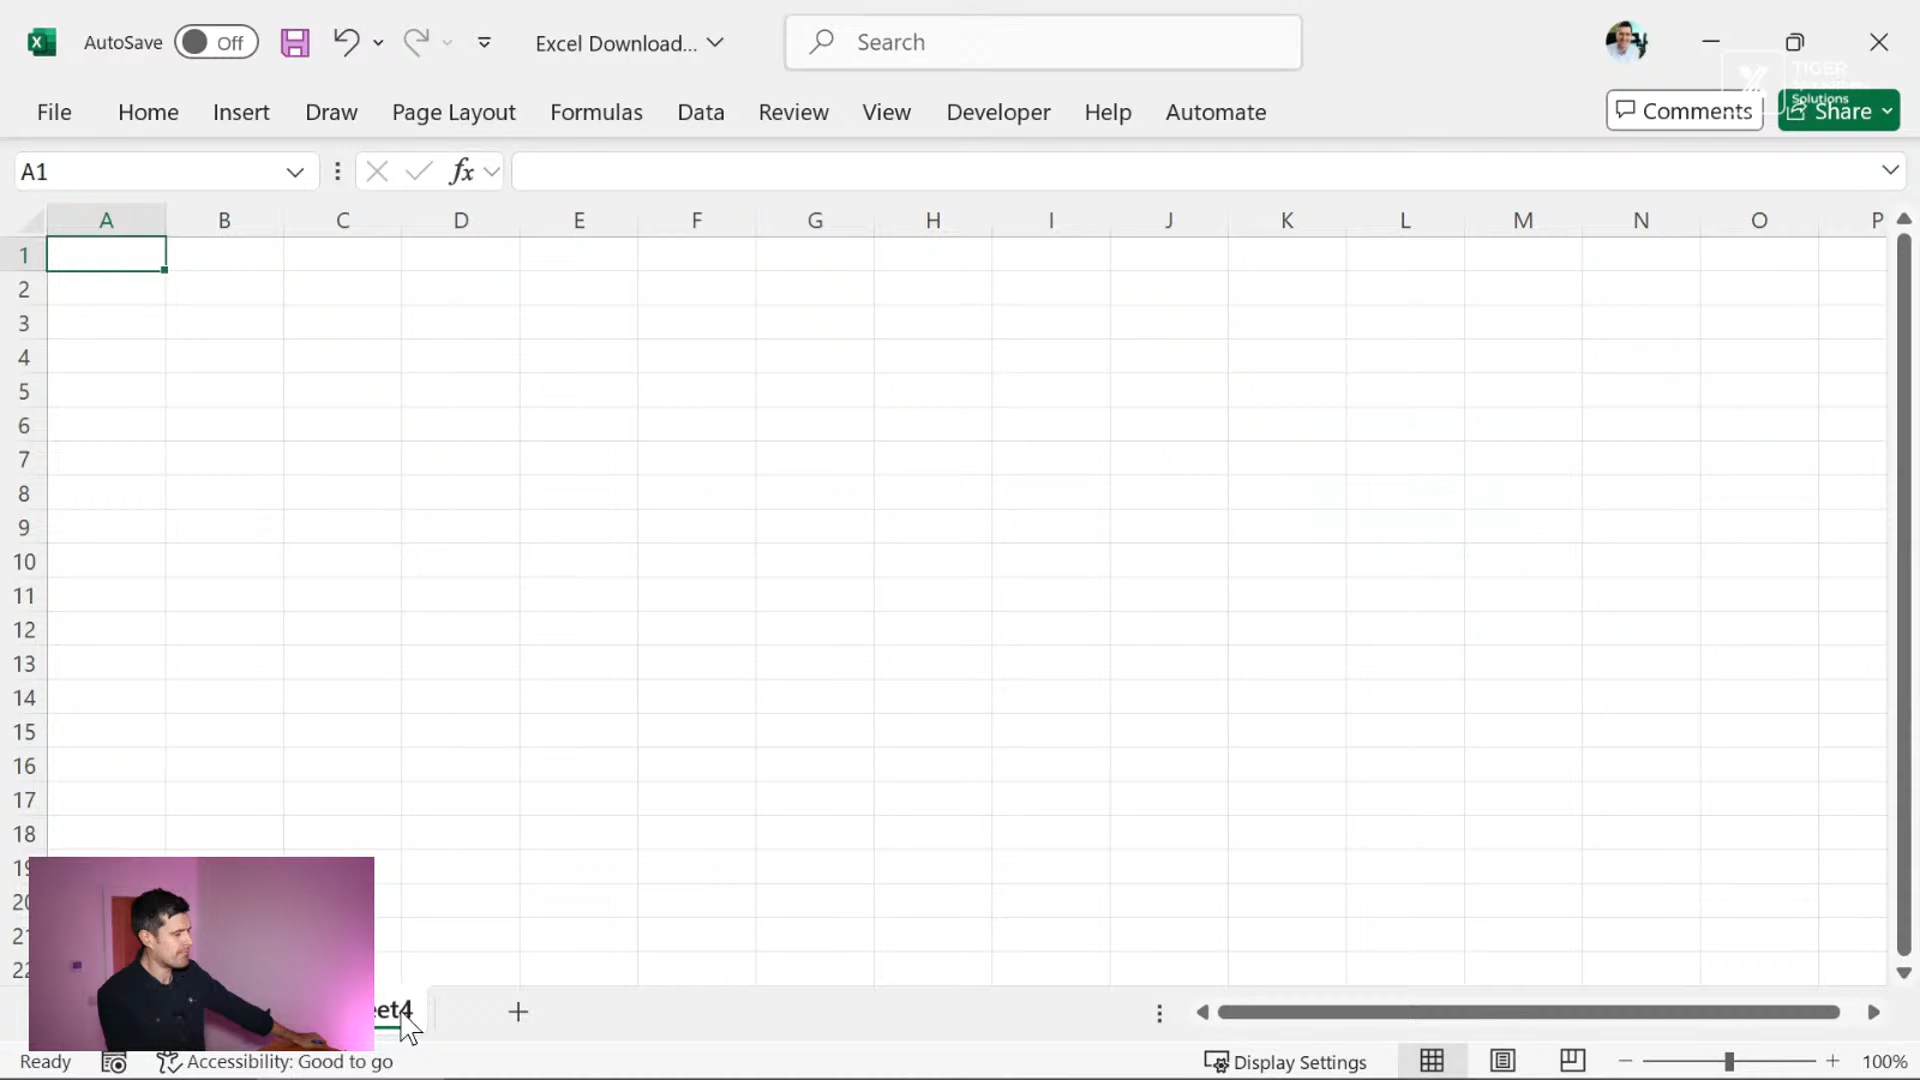 AutoSave Off Excel Download... Search
File Home Insert Draw Page Layout Formulas Data Review View Developer Help Automate Comments Share
TIGER
Solutions
A1 fx
A B C D E F G H I J K L M N O P
1
2
3
4
5
6
7
8
9
10
11
12
13
14
15
16
17
18
19
20
21
22
eet4
Ready Accessibility: Good to go Display Settings 100%